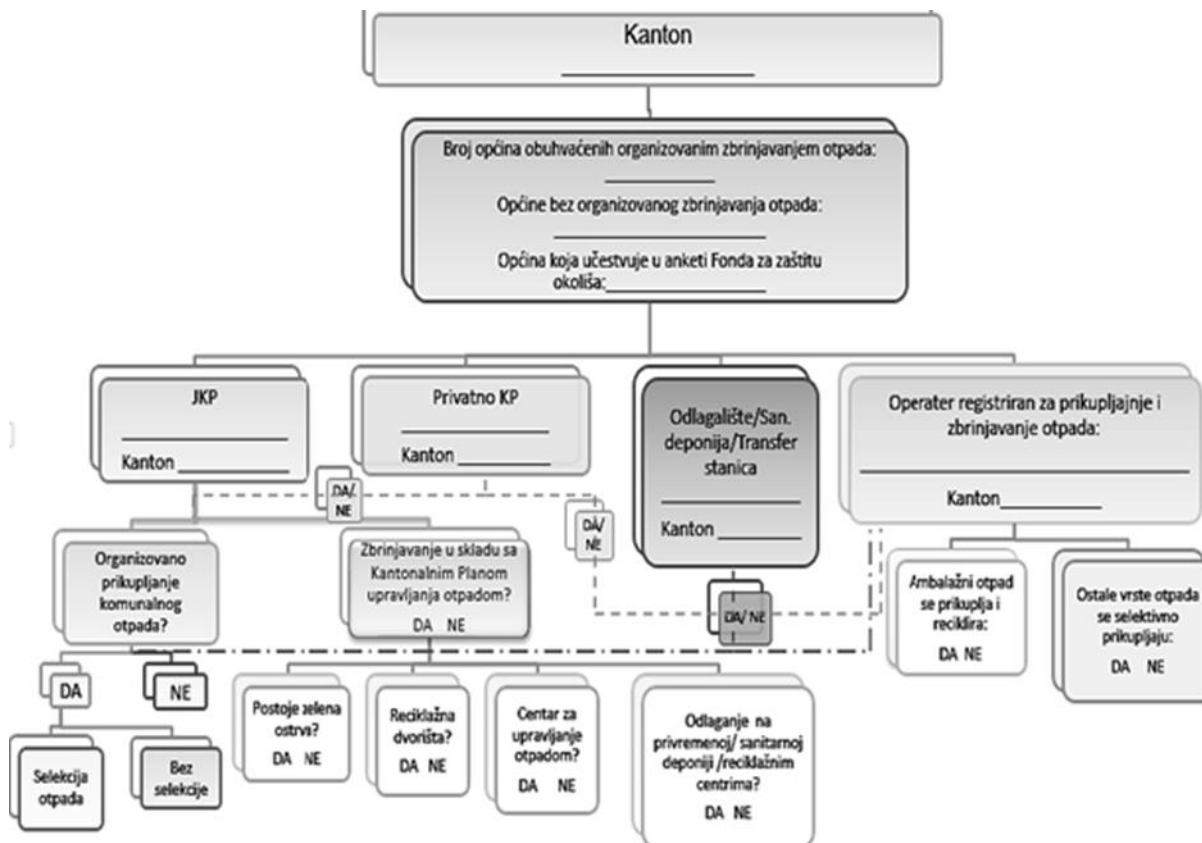 Kanton
Broj općina obuhvaćenih organizovanim zbrinjavanjem otpada:
Općine bez organizovanog zbrinjavanja otpada:
Općina koja učestvuje u anketi Fonda za zaštitu
okoliša:
JKP
Kanton
Privatno KP
Kanton
Odlagalište/San.
deponija/Transfer
stanica
Kanton
Operater registriran za prikupljajnje i
zbrinjavanje otpada:
Kanton
DA/
NE
DA/
NE
DA/ NE
Organizovano
prikupljanje
komunalnog
otpada?
Zbrinjavanje u skladu sa
Kantonalnim Planom
upravljanja otpadom?
DA NE
Ambalažni otpad
se prikuplja i
reciklira:
DA NE
Ostale vrste otpada
se selektivno
prikupljaju:
DA NE
DA
NE
Selekcija
otpada
Bez
selekcije
Postoje zelena
ostrva?
DA NE
Reciklažna
dvorišta?
DA NE
Centar za
upravljanje
otpadom?
DA NE
Odlaganje na
privremenoj/ sanitarnoj
deponiji /reciklažnim
centrima?
DA NE